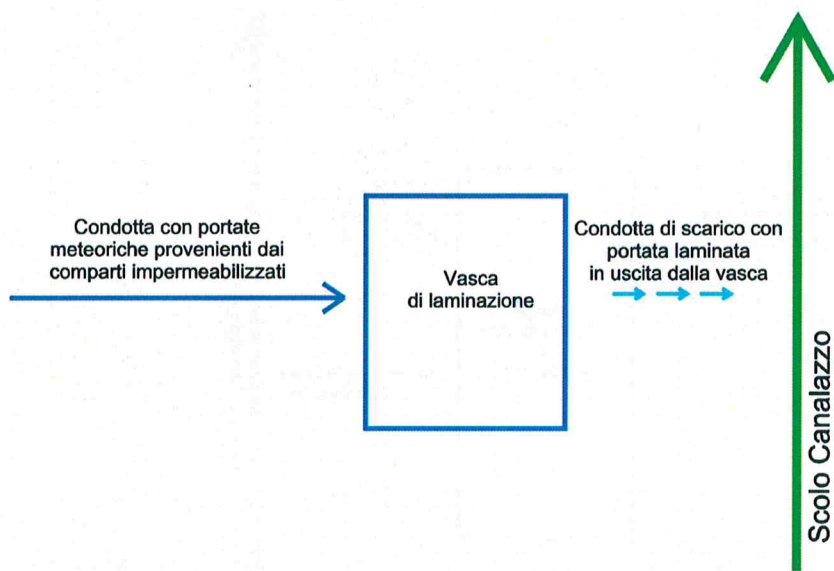 Condotta con portate
meteoriche provenienti dai
comparti impermeabilizzati
Vasca
di laminazione
Condotta di scarico con
portata laminata
in uscita dalla vasca
Scolo Canalazzo